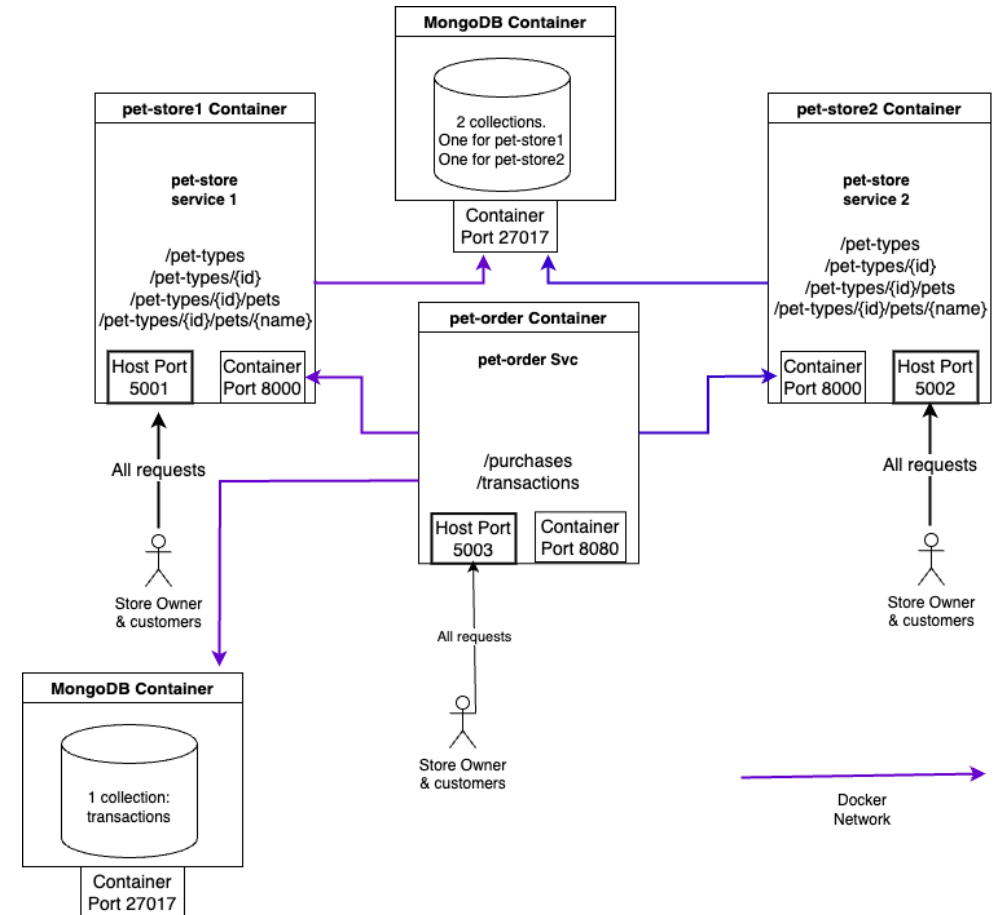 MongoDB Container
2 collections.
One for pet-store1
One for pet-store2
Container
Port 27017
pet-store1 Container
pet-store
service 1
/pet-types
/pet-types/{id}
/pet-types/{id}/pets
/pet-types/{id}/pets/{name}
Host Port
5001
Container
Port 8000
All requests
Store Owner
& customers
pet-store2 Container
pet-store
service 2
/pet-types
/pet-types/{id}
/pet-types/{id}/pets
/pet-types/{id}/pets/{name}
Container
Port 8000
Host Port
5002
All requests
Store Owner
& customers
pet-order Container
pet-order Svc
/purchases
/transactions
Host Port
5003
Container
Port 8080
All requests
Store Owner
& customers
MongoDB Container
1 collection:
transactions
Container
Port 27017
Docker
Network